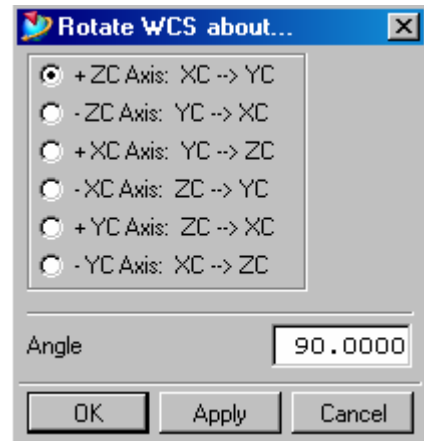 Rotate WCS about...
+ ZC Axis: XC --> YC
- ZC Axis: YC --> XC
+ XC Axis: YC --> ZC
- XC Axis: ZC --> YC
+ YC Axis: ZC --> XC
- YC Axis: XC --> ZC
Angle 90.0000
OK Apply Cancel